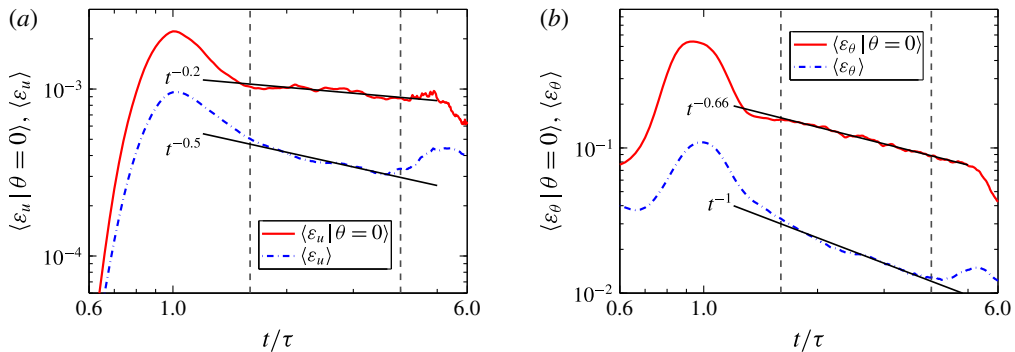 (a)
⟨ε_u | θ = 0⟩, ⟨ε_u⟩
10^{−3}
10^{−4}
t^{−0.2}
t^{−0.5}
⟨ε_u | θ = 0⟩
⟨ε_u⟩
0.6 1.0 6.0
t/τ
(b)
⟨ε_θ | θ = 0⟩, ⟨ε_θ⟩
10^0
10^{−1}
10^{−2}
⟨ε_θ | θ = 0⟩
⟨ε_θ⟩
t^{−0.66}
t^{−1}
0.6 1.0 6.0
t/τ